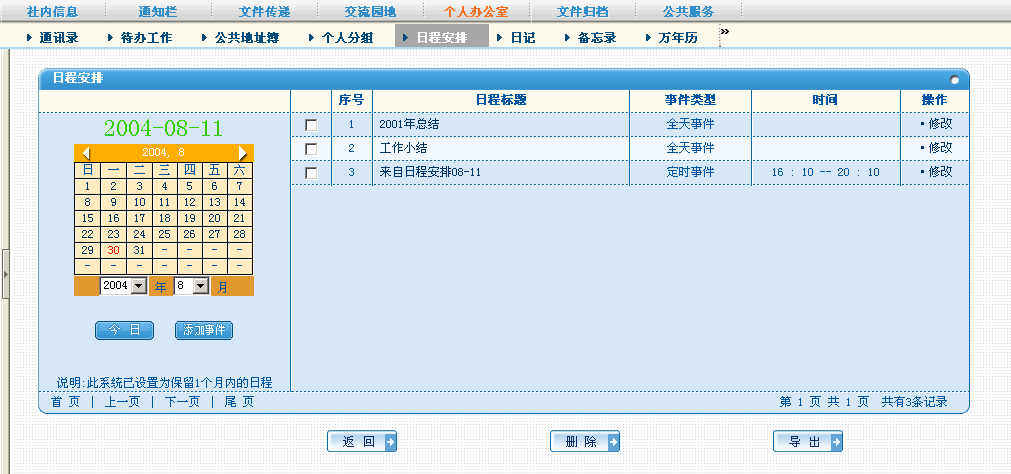 社内信息 通知栏 文件传递 交流园地 个人办公室 文件归档 公共服务
通讯录 待办工作 公共地址簿 个人分组 日程安排 日记 备忘录 万年历 »
日程安排
序号 日程标题 事件类型 时间 操作
1 2001年总结 全天事件 •修改
2 工作小结 全天事件 •修改
3 来自日程安排08-11 定时事件 16 : 10 -- 20 : 10 •修改
2004-08-11
2004, 8
日 一 二 三 四 五 六
1 2 3 4 5 6 7
8 9 10 11 12 13 14
15 16 17 18 19 20 21
22 23 24 25 26 27 28
29 30 31 - - - -
- - - - - - -
2004 年 8 月
今 日 添加事件
说明:此系统已设置为保留1个月内的日程
首 页 | 上一页 | 下一页 | 尾 页 第 1 页 共 1 页 共有3条记录
返 回 删 除 导 出